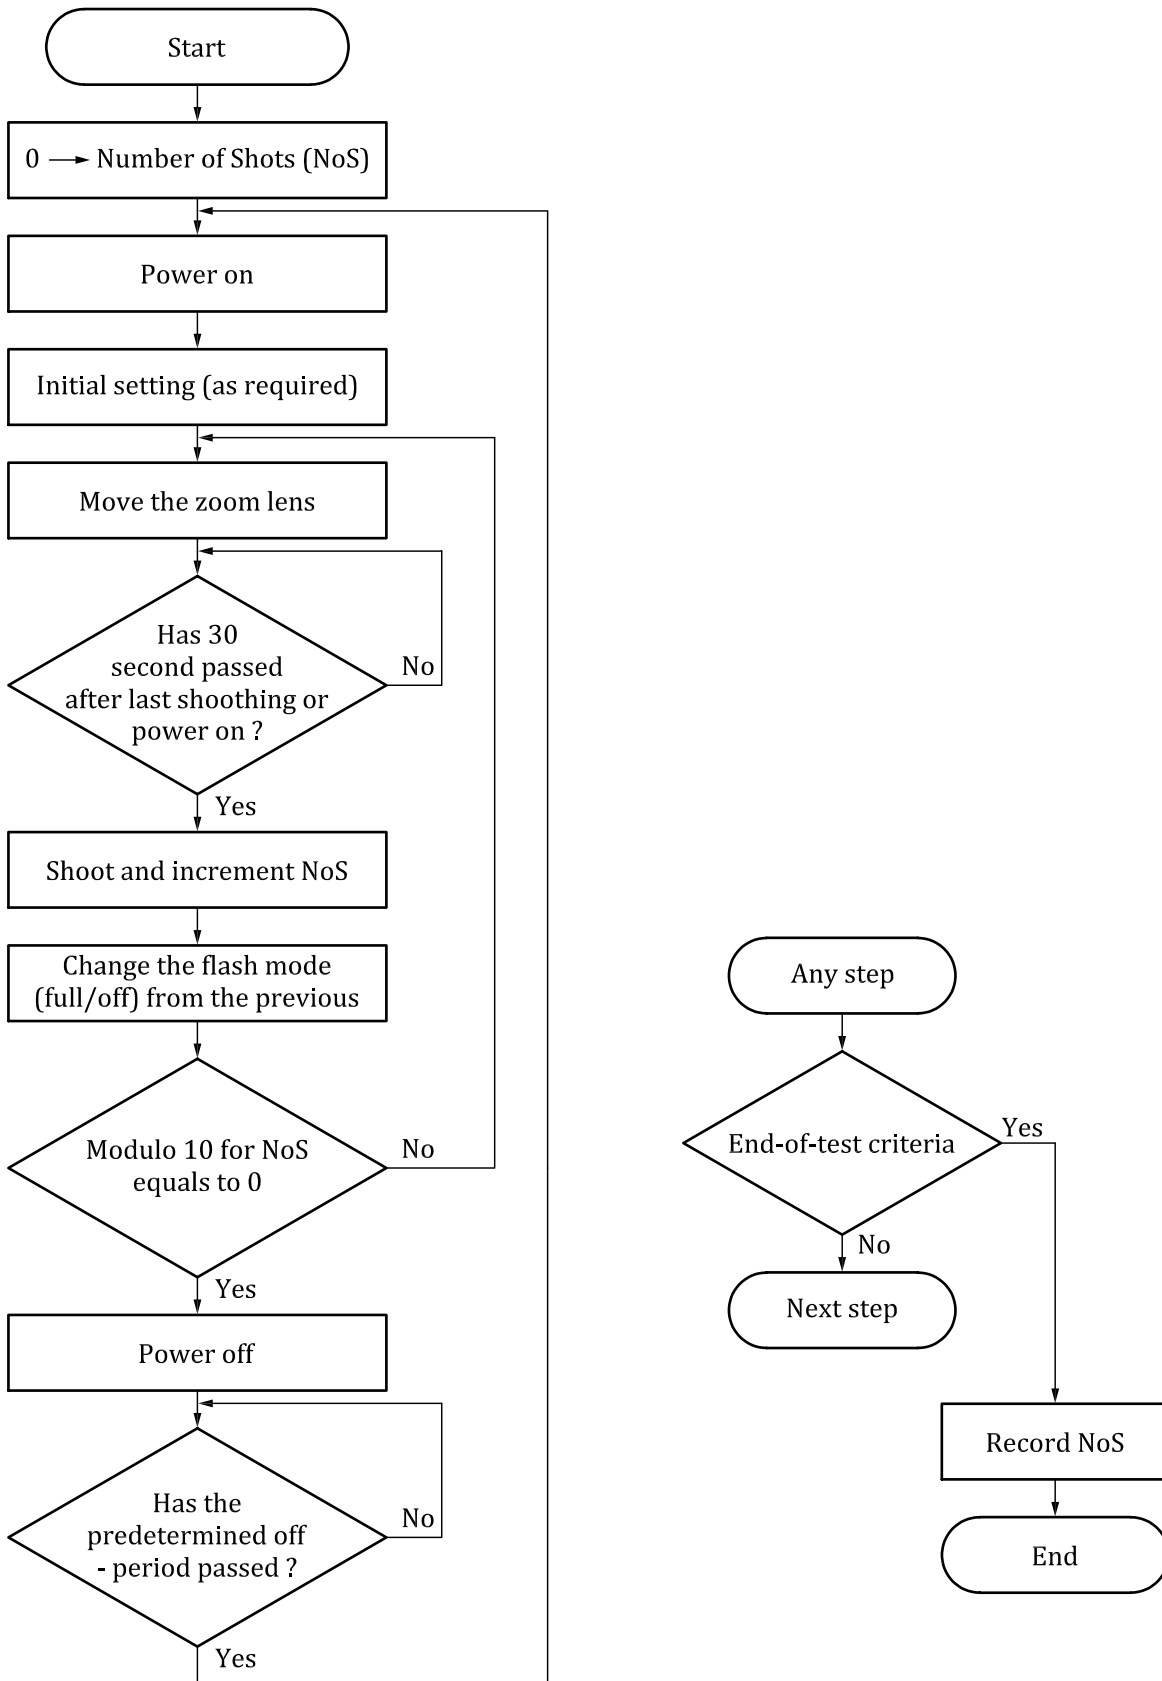 Start
0 → Number of Shots (NoS)
Power on
Initial setting (as required)
Move the zoom lens
Has 30
second passed
after last shoothing or
power on ?
No
Yes
Shoot and increment NoS
Change the flash mode
(full/off) from the previous
Modulo 10 for NoS
equals to 0
No
Yes
Power off
Has the
predetermined off
- period passed ?
No
Yes
Any step
End-of-test criteria
Yes
No
Next step
Record NoS
End